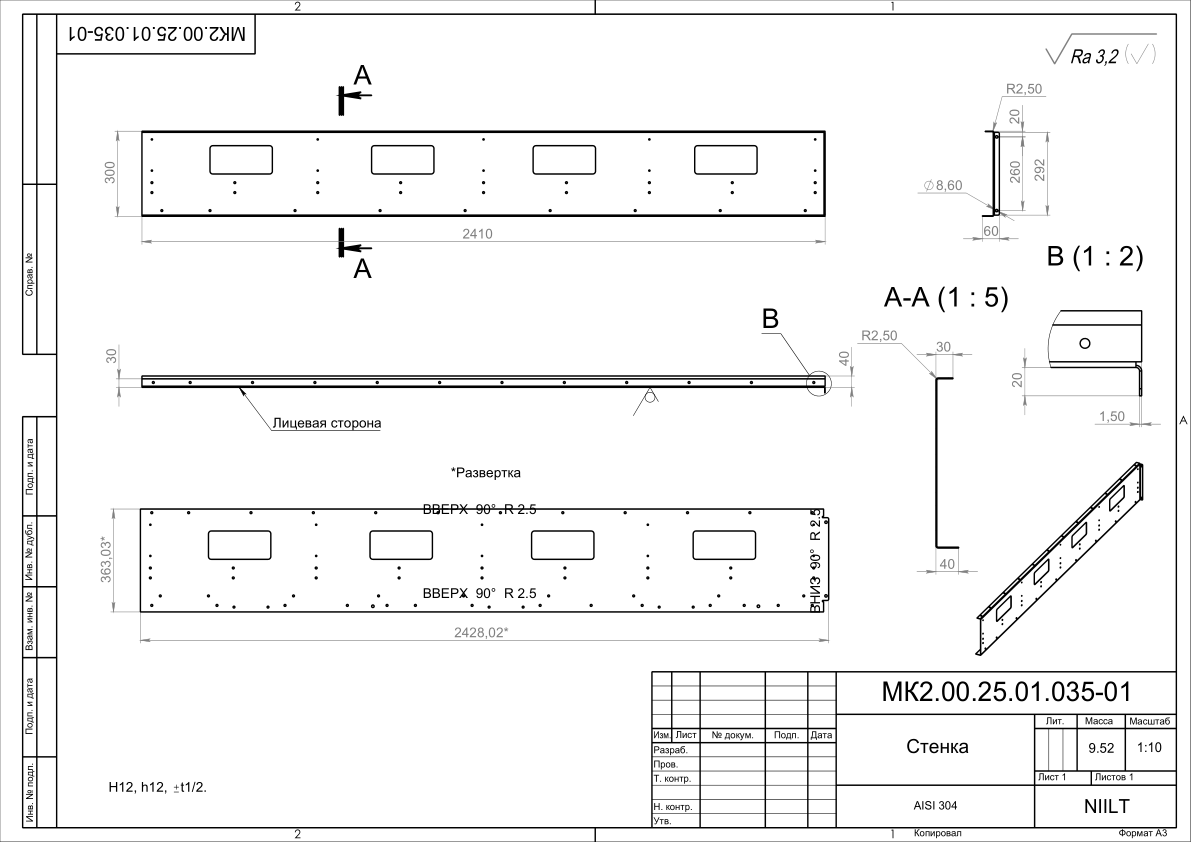 2
1
МК2.00.25.01.035-01
Ra 3,2 (√)
A
A
300
2410
R2,50
20
260
292
⌀8,60
60
B (1 : 2)
A-A (1 : 5)
B
30
40
Лицевая сторона
R2,50
30
40
20
1,50
A
*Развертка
ВВЕРХ 90° R 2.5
ВВЕРХ 90° R 2.5
ВНИЗ 90° R 2.5
363,03*
2428,02*
H12, h12, ±t1/2.
Справ. №
Подп. и дата
Инв. № дубл.
Взам. инв. №
Подп. и дата
Инв. № подл.
МК2.00.25.01.035-01
Лит. Масса Масштаб
Изм. Лист № докум. Подп. Дата
Стенка
9.52
1:10
Разраб.
Пров.
Т. контр.
Лист 1
Листов 1
Н. контр.
Утв.
AISI 304
NIILT
2
1
Копировал
Формат А3